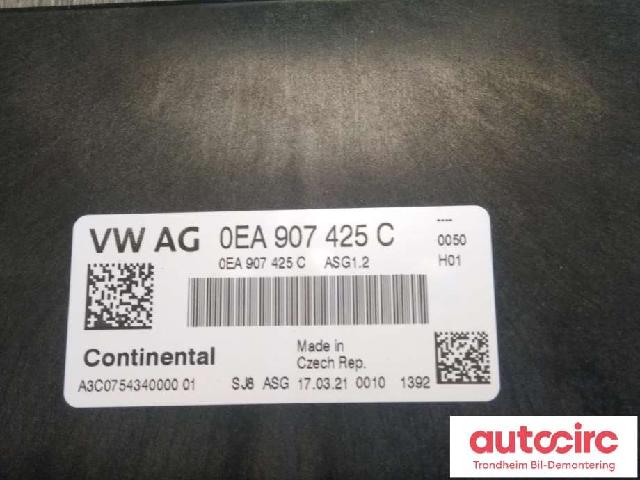 VW AG 0EA 907 425 C
----
0050
0EA 907 425 C ASG1.2 H01
Continental
Made in
Czech Rep.
A3C0754340000 01 SJ6 ASG 17.03.21 0010 1392
autocirc
Trondheim Bil-Demontering